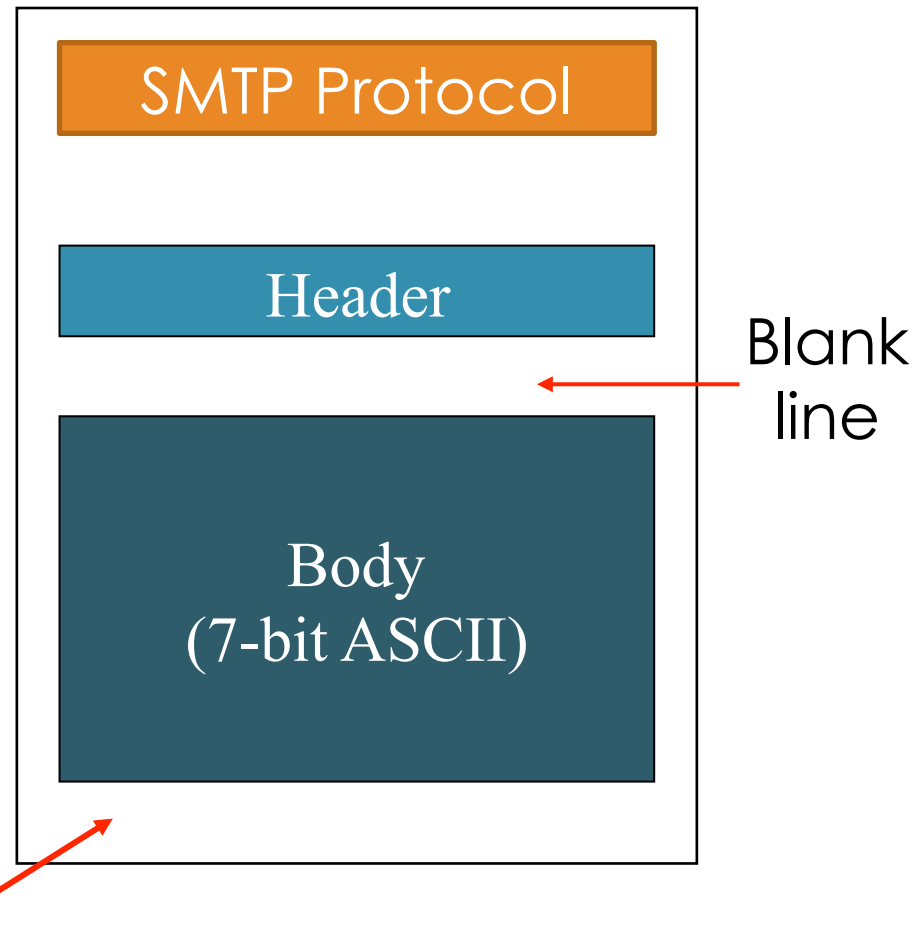 SMTP Protocol
Header
Blank
line
Body
(7-bit ASCII)